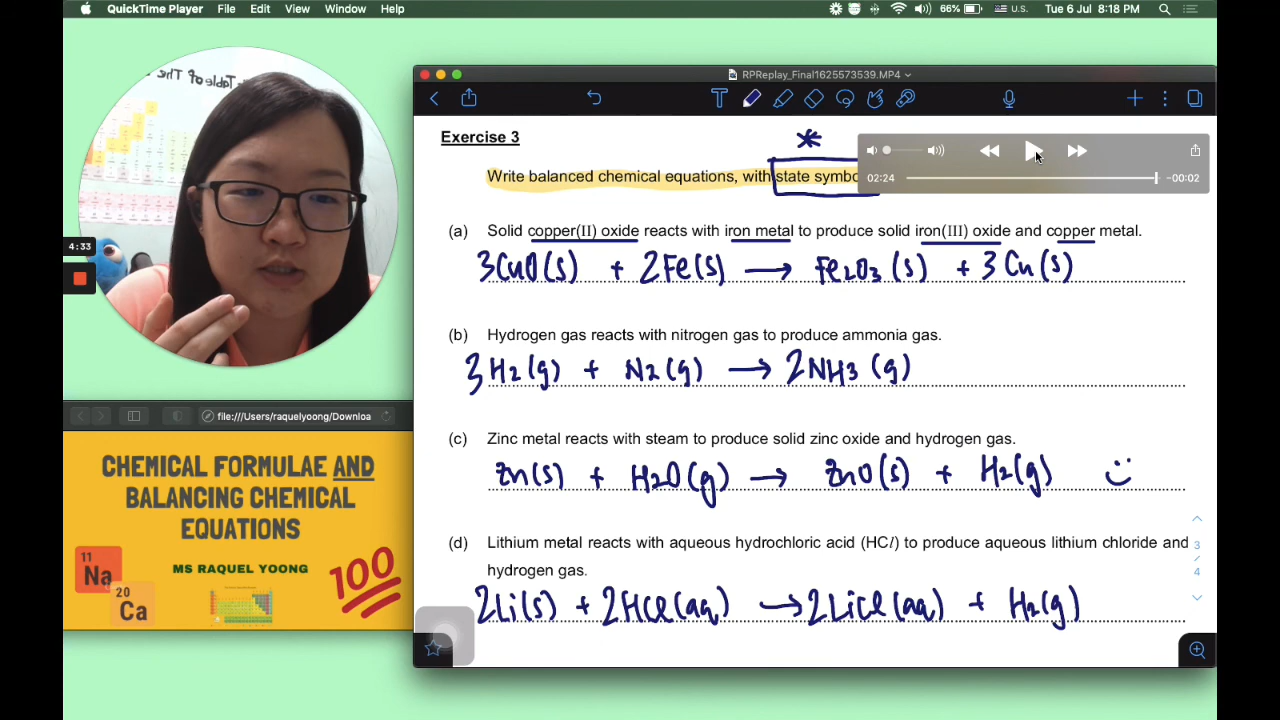 QuickTime Player File Edit View Window Help 66% U.S. Tue 6 Jul 8:18 PM
RPReplay_Final1625573539.MP4
Exercise 3
*
Write balanced chemical equations, with state symbo
02:24 -00:02
(a) Solid copper(II) oxide reacts with iron metal to produce solid iron(III) oxide and copper metal.
3CuO(s) + 2Fe(s) → Fe2O3(s) + 3Cu(s)
4:33
(b) Hydrogen gas reacts with nitrogen gas to produce ammonia gas.
3H2(g) + N2(g) → 2NH3(g)
(c) Zinc metal reacts with steam to produce solid zinc oxide and hydrogen gas.
Zn(s) + H2O(g) → ZnO(s) + H2(g)
(d) Lithium metal reacts with aqueous hydrochloric acid (HCl) to produce aqueous lithium chloride and
hydrogen gas.
2Li(s) + 2HCl(aq) → 2LiCl(aq) + H2(g)
3
4
file:///Users/raquelyoong/Downloa
CHEMICAL FORMULAE AND
BALANCING CHEMICAL
EQUATIONS
MS RAQUEL YOONG
11
Na
20
Ca
100